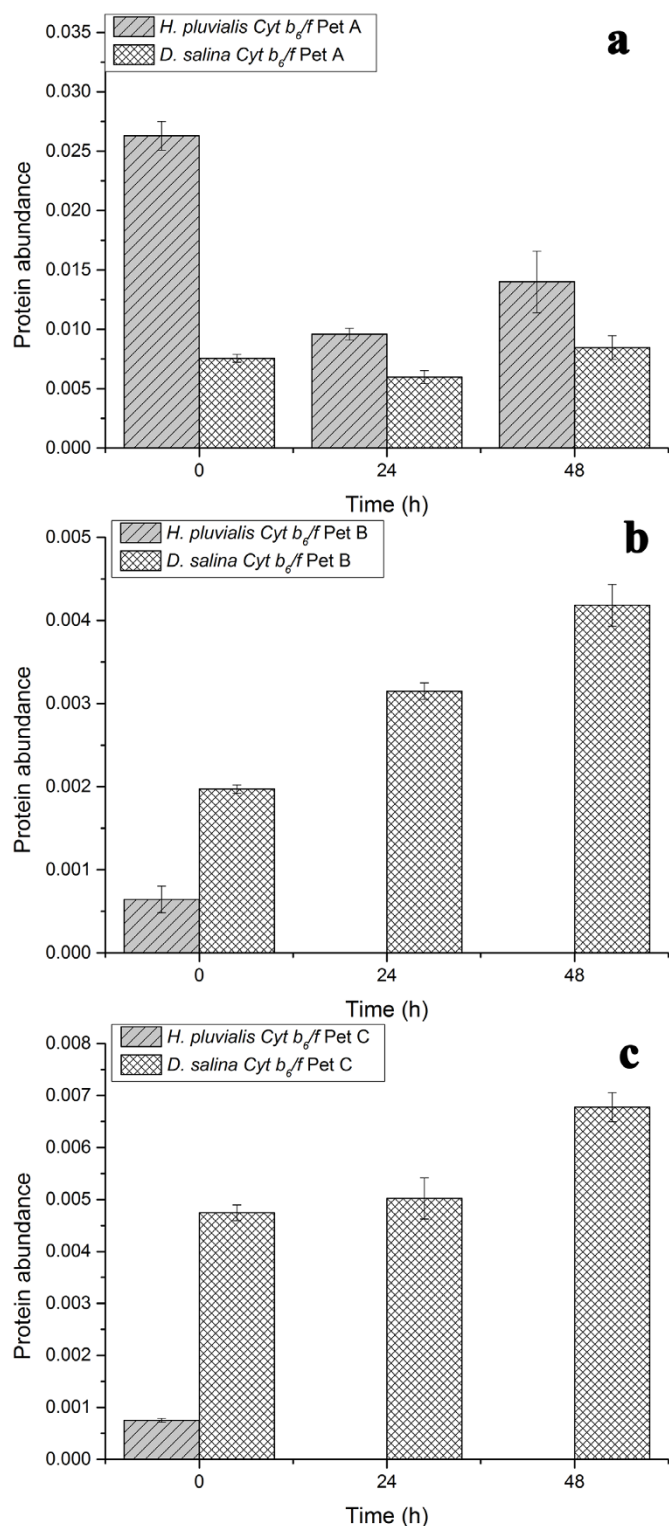 H. pluvialis Cyt b₆/f Pet A
D. salina Cyt b₆/f Pet A
a
0.035
0.030
0.025
0.020
0.015
0.010
0.005
0.000
Protein abundance
0 24 48
Time (h)
H. pluvialis Cyt b₆/f Pet B
D. salina Cyt b₆/f Pet B
b
0.005
0.004
0.003
0.002
0.001
0.000
Protein abundance
0 24 48
Time (h)
H. pluvialis Cyt b₆/f Pet C
D. salina Cyt b₆/f Pet C
c
0.008
0.007
0.006
0.005
0.004
0.003
0.002
0.001
0.000
Protein abundance
0 24 48
Time (h)